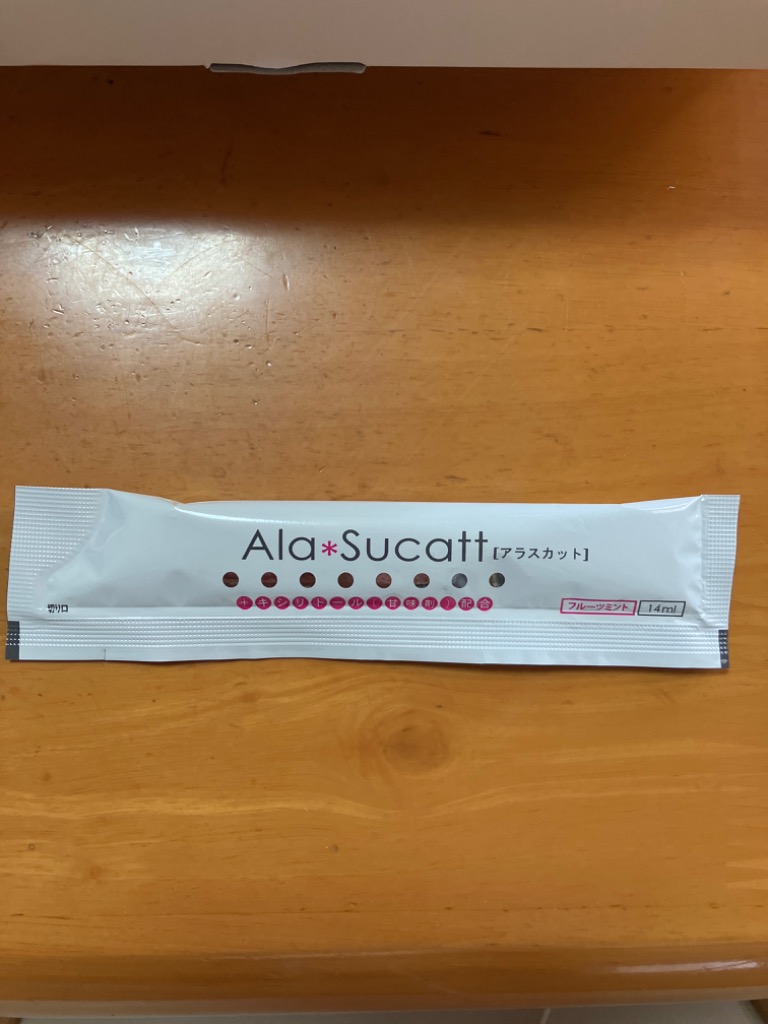 Ala*Sucatt [アラスカット]
+キシリトール(甘味剤)配合
切り口
フルーツミント 14ml